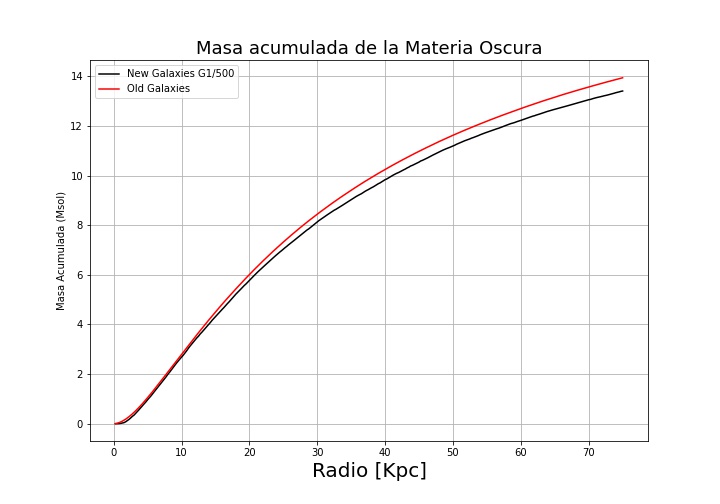 Masa acumulada de la Materia Oscura
New Galaxies G1/500
Old Galaxies
Masa Acumulada (Msol)
14
12
10
8
6
4
2
0
0 10 20 30 40 50 60 70
Radio [Kpc]